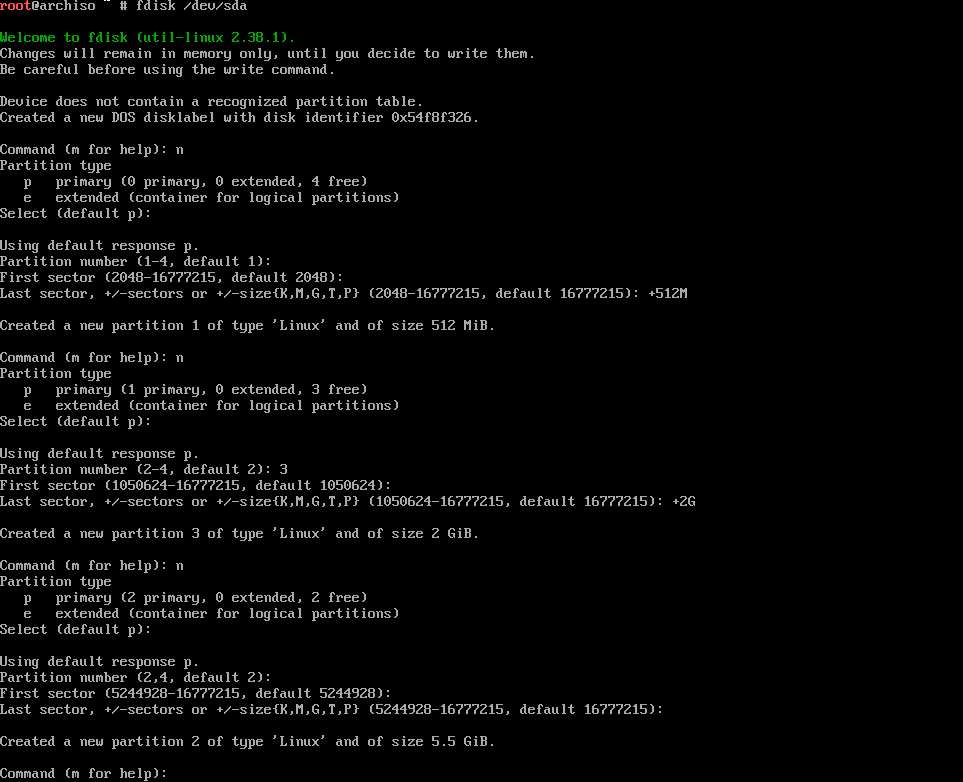 root@archiso ~ # fdisk /dev/sda
Welcome to fdisk (util-linux 2.38.1).
Changes will remain in memory only, until you decide to write them.
Be careful before using the write command.
Device does not contain a recognized partition table.
Created a new DOS disklabel with disk identifier 0x54f8f326.
Command (m for help): n
Partition type
   p   primary (0 primary, 0 extended, 4 free)
   e   extended (container for logical partitions)
Select (default p):
Using default response p.
Partition number (1-4, default 1):
First sector (2048-16777215, default 2048):
Last sector, +/-sectors or +/-size{K,M,G,T,P} (2048-16777215, default 16777215): +512M
Created a new partition 1 of type 'Linux' and of size 512 MiB.
Command (m for help): n
Partition type
   p   primary (1 primary, 0 extended, 3 free)
   e   extended (container for logical partitions)
Select (default p):
Using default response p.
Partition number (2-4, default 2): 3
First sector (1050624-16777215, default 1050624):
Last sector, +/-sectors or +/-size{K,M,G,T,P} (1050624-16777215, default 16777215): +2G
Created a new partition 3 of type 'Linux' and of size 2 GiB.
Command (m for help): n
Partition type
   p   primary (2 primary, 0 extended, 2 free)
   e   extended (container for logical partitions)
Select (default p):
Using default response p.
Partition number (2,4, default 2):
First sector (5244928-16777215, default 5244928):
Last sector, +/-sectors or +/-size{K,M,G,T,P} (5244928-16777215, default 16777215):
Created a new partition 2 of type 'Linux' and of size 5.5 GiB.
Command (m for help):